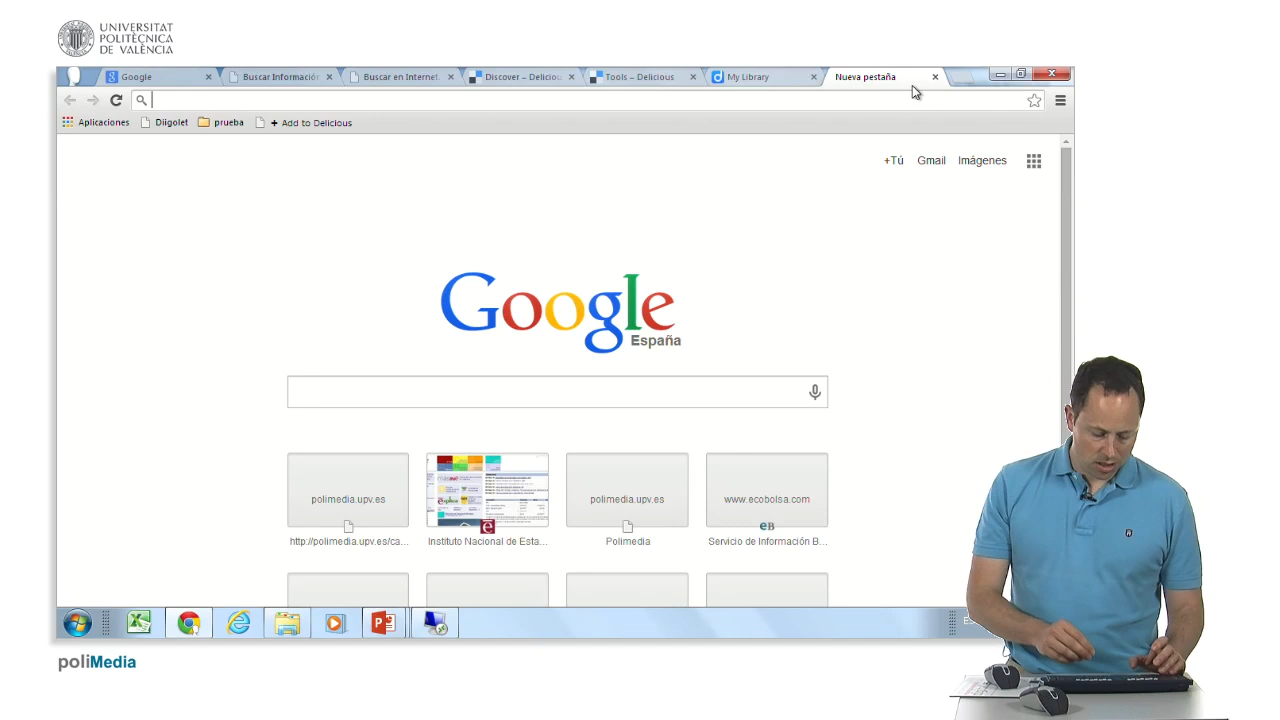 UNIVERSITAT
POLITÈCNICA
DE VALÈNCIA
Google
Buscar Informació
Buscar en Internet.
Discover – Deliciou
Tools – Delicious
My Library
Nueva pestaña
Aplicaciones
Diigolet
prueba
+ Add to Delicious
+Tú
Gmail
Imágenes
Google
España
polimedia.upv.es
polimedia.upv.es
www.ecobolsa.com
http://polimedia.upv.es/ca...
Instituto Nacional de Esta...
Polimedia
Servicio de Información B...
poliMedia